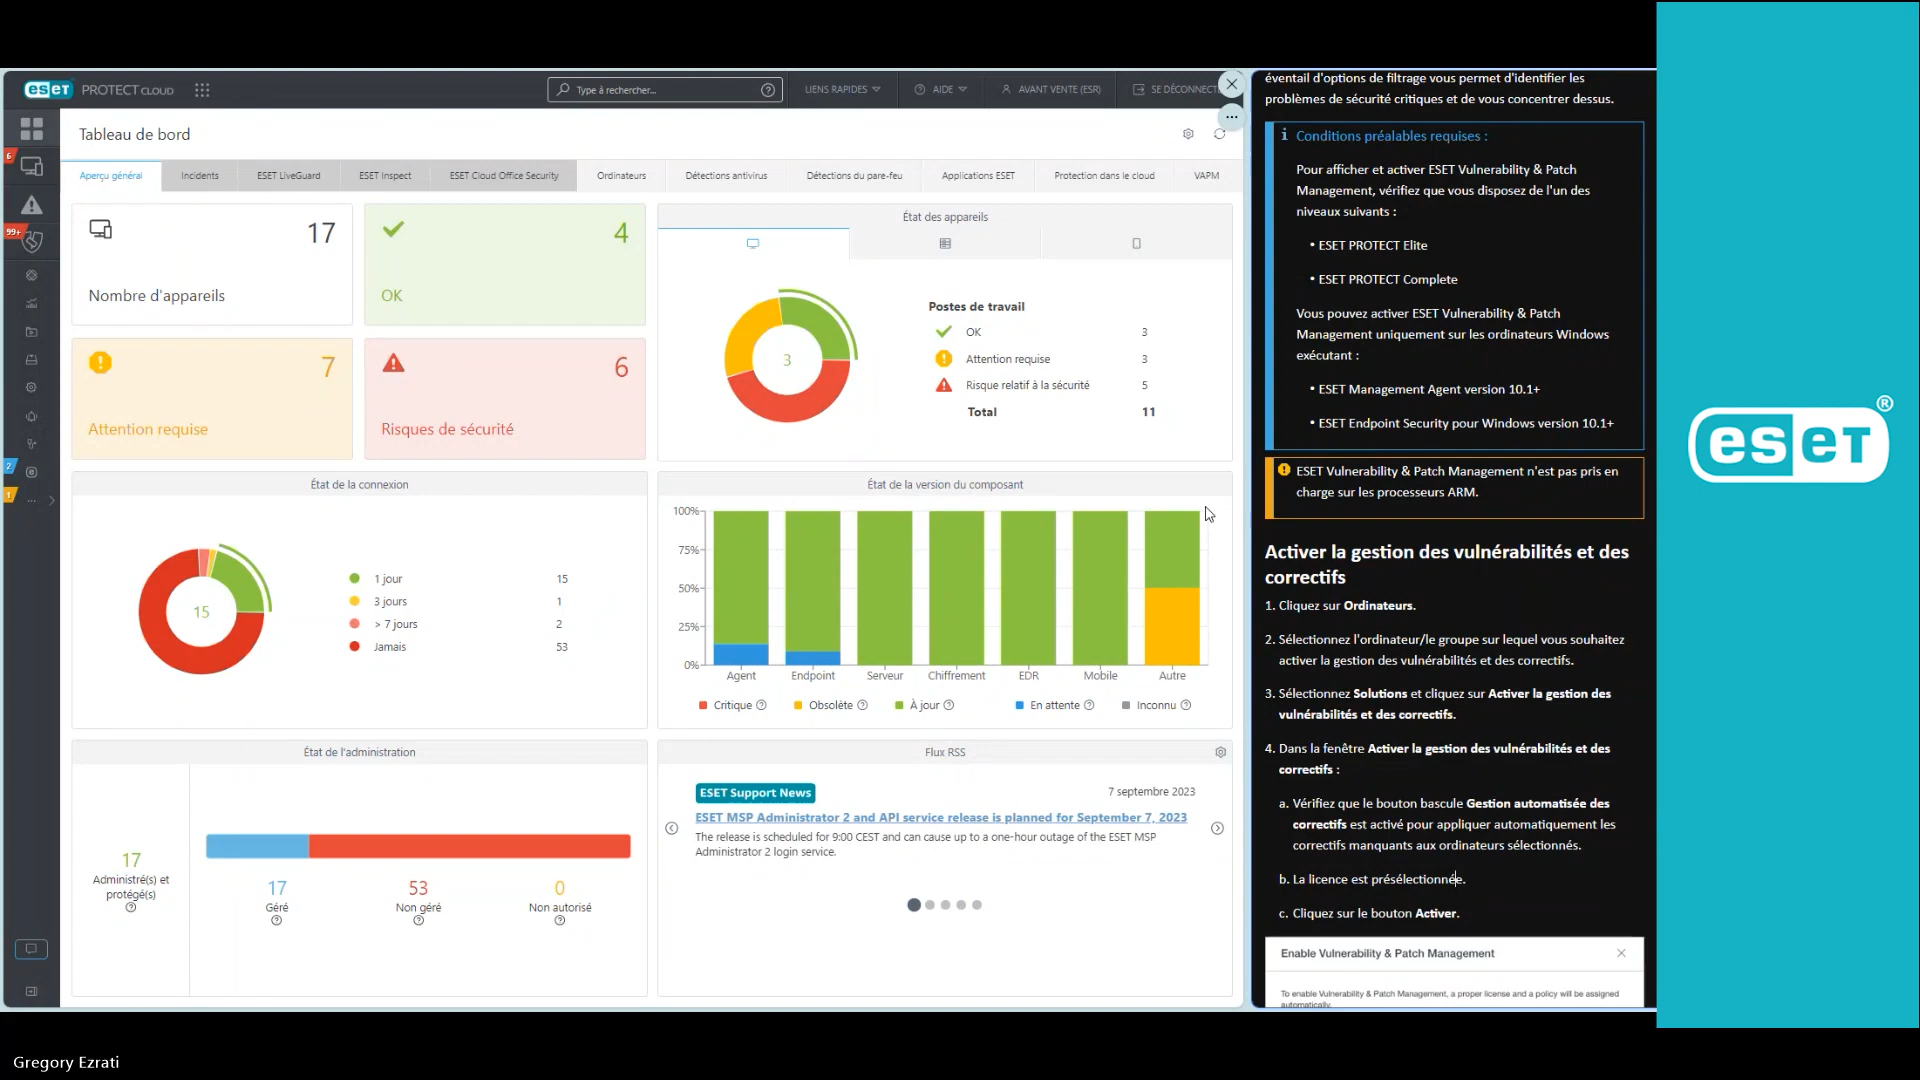 eseT PROTECT CLOUD
Type à rechercher...
LIENS RAPIDES
AIDE
AVANT VENTE (ESR)
SE DÉCONNECT
Tableau de bord
Aperçu général
Incidents
ESET LiveGuard
ESET Inspect
ESET Cloud Office Security
Ordinateurs
Détections antivirus
Détections du pare-feu
Applications ESET
Protection dans le cloud
VAPM
6
99+
2
1
17
Nombre d'appareils
4
OK
7
Attention requise
6
Risques de sécurité
État des appareils
3
Postes de travail
OK 3
Attention requise 3
Risque relatif à la sécurité 5
Total 11
État de la connexion
15
1 jour 15
3 jours 1
> 7 jours 2
Jamais 53
État de la version du composant
100%
75%
50%
25%
0%
Agent Endpoint Serveur Chiffrement EDR Mobile Autre
Critique Obsolète À jour En attente Inconnu
État de l'administration
17
Administré(s) et
protégé(s)
17
Géré
53
Non géré
0
Non autorisé
Flux RSS
ESET Support News
7 septembre 2023
ESET MSP Administrator 2 and API service release is planned for September 7, 2023
The release is scheduled for 9:00 CEST and can cause up to a one-hour outage of the ESET MSP
Administrator 2 login service.
éventail d'options de filtrage vous permet d'identifier les
problèmes de sécurité critiques et de vous concentrer dessus.
Conditions préalables requises :
Pour afficher et activer ESET Vulnerability & Patch
Management, vérifiez que vous disposez de l'un des
niveaux suivants :
• ESET PROTECT Elite
• ESET PROTECT Complete
Vous pouvez activer ESET Vulnerability & Patch
Management uniquement sur les ordinateurs Windows
exécutant :
• ESET Management Agent version 10.1+
• ESET Endpoint Security pour Windows version 10.1+
ESET Vulnerability & Patch Management n'est pas pris en
charge sur les processeurs ARM.
Activer la gestion des vulnérabilités et des
correctifs
1. Cliquez sur Ordinateurs.
2. Sélectionnez l'ordinateur/le groupe sur lequel vous souhaitez
activer la gestion des vulnérabilités et des correctifs.
3. Sélectionnez Solutions et cliquez sur Activer la gestion des
vulnérabilités et des correctifs.
4. Dans la fenêtre Activer la gestion des vulnérabilités et des
correctifs :
a. Vérifiez que le bouton bascule Gestion automatisée des
correctifs est activé pour appliquer automatiquement les
correctifs manquants aux ordinateurs sélectionnés.
b. La licence est présélectionnée.
c. Cliquez sur le bouton Activer.
Enable Vulnerability & Patch Management
To enable Vulnerability & Patch Management, a proper license and a policy will be assigned
automatically.
eseT®
Gregory Ezrati